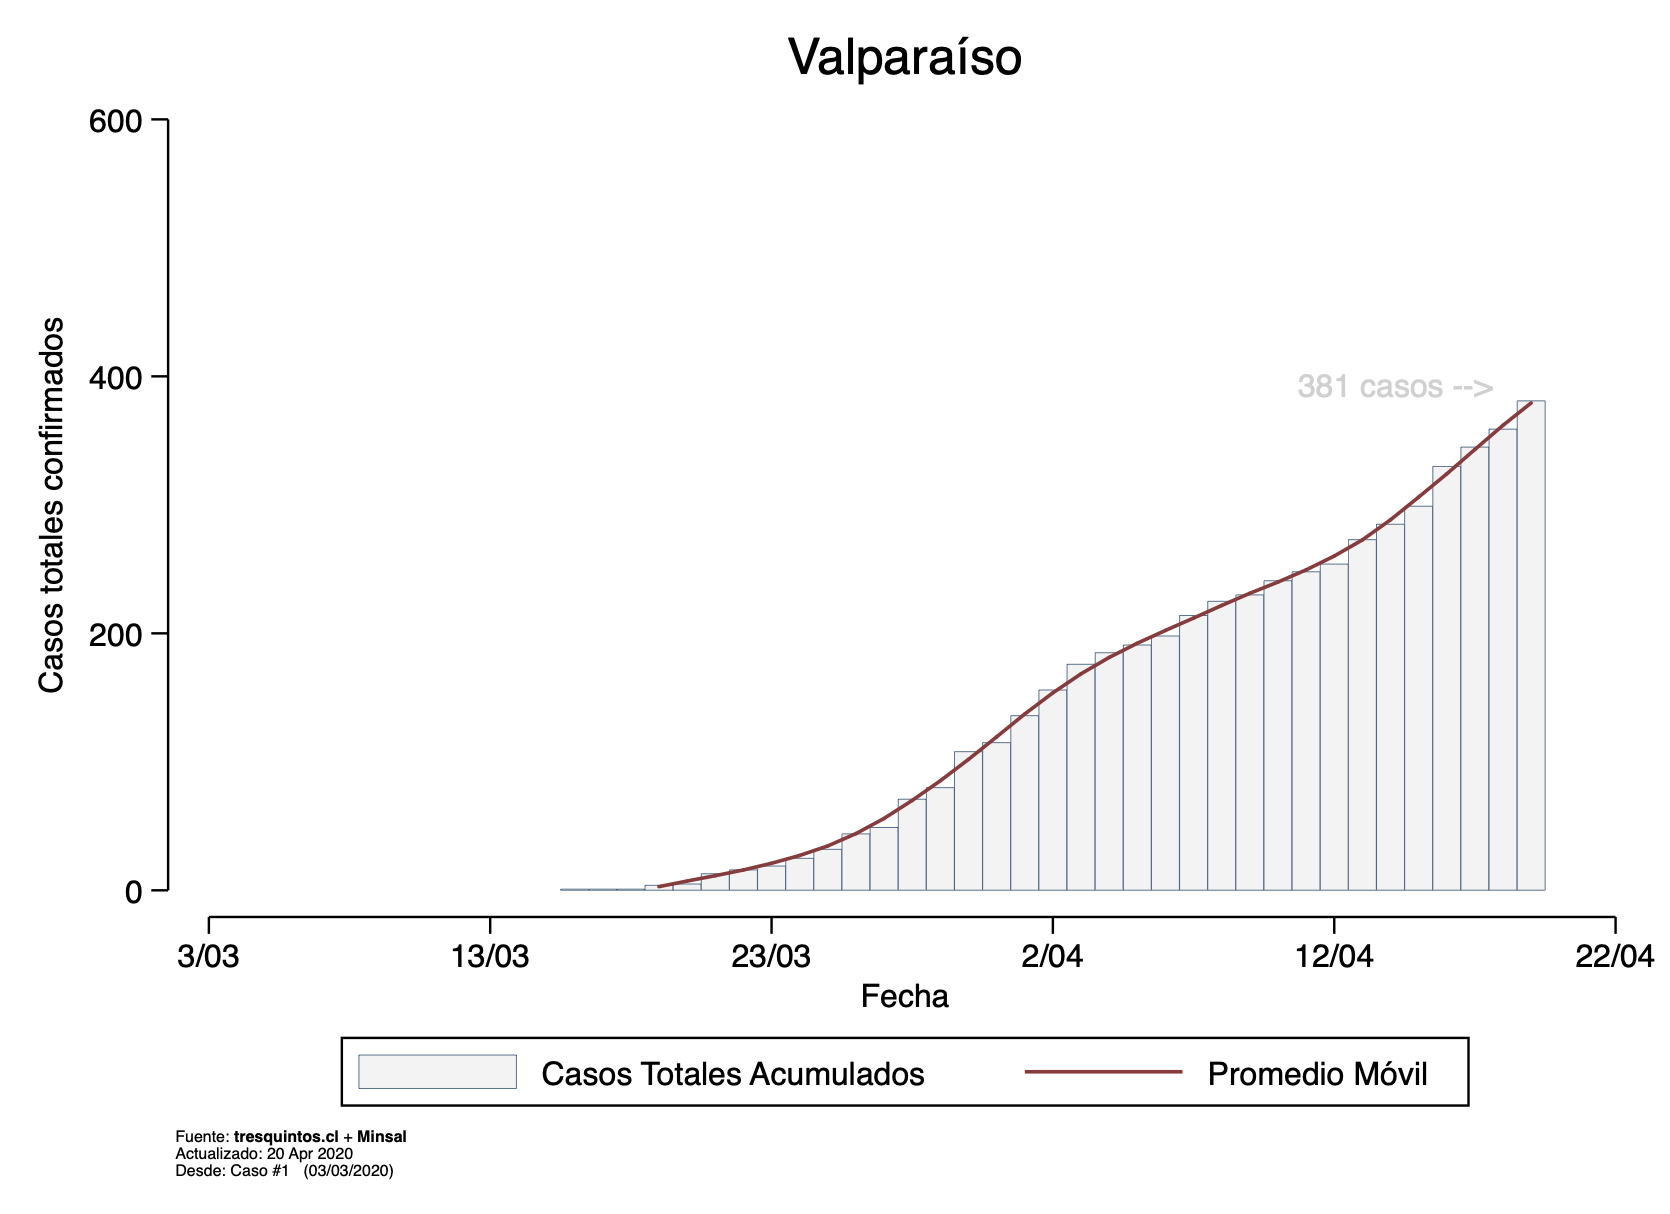 Valparaíso
600
400
200
0
Casos totales confirmados
381 casos -->
3/03 13/03 23/03 2/04 12/04 22/04
Fecha
Casos Totales Acumulados Promedio Móvil
Fuente: tresquintos.cl + Minsal
Actualizado: 20 Apr 2020
Desde: Caso #1 (03/03/2020)